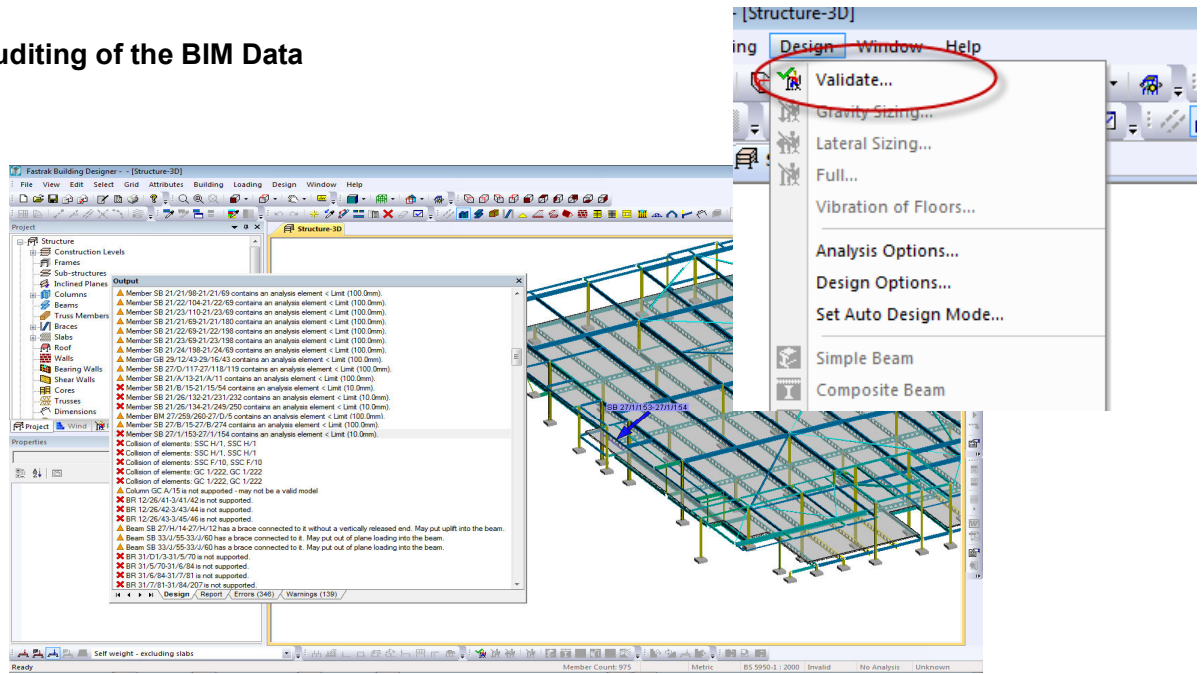 uditing of the BIM Data
- [Structure-3D]
ing Design Window Help
Validate...
Gravity Sizing...
Lateral Sizing...
Full...
Vibration of Floors...
Analysis Options...
Design Options...
Set Auto Design Mode...
Simple Beam
Composite Beam
Fastrak Building Designer - - [Structure-3D]
File View Edit Select Grid Attributes Building Loading Design Window Help
Project
Structure-3D
Structure
Construction Levels
Frames
Sub-structures
Inclined Planes
Columns
Beams
Truss Members
Braces
Slabs
Roof
Walls
Bearing Walls
Shear Walls
Cores
Trusses
Dimensions
Project Wind
Properties
Output
Member SB 21/21/98-21/21/69 contains an analysis element < Limit (100.0mm).
Member SB 21/22/104-21/22/69 contains an analysis element < Limit (100.0mm).
Member SB 21/23/110-21/23/69 contains an analysis element < Limit (100.0mm).
Member SB 21/21/69-21/21/180 contains an analysis element < Limit (100.0mm).
Member SB 21/22/69-21/22/198 contains an analysis element < Limit (100.0mm).
Member SB 21/23/69-21/23/198 contains an analysis element < Limit (100.0mm).
Member SB 21/24/198-21/24/69 contains an analysis element < Limit (100.0mm).
Member GB 29/12/43-29/16/43 contains an analysis element < Limit (100.0mm).
Member SB 27/D/117-27/118/119 contains an analysis element < Limit (100.0mm).
Member SB 21/A/13-21/A/11 contains an analysis element < Limit (100.0mm).
Member SB 21/B/15-21/15/54 contains an analysis element < Limit (10.0mm).
Member SB 21/26/132-21/231/232 contains an analysis element < Limit (10.0mm).
Member SB 21/26/134-21/249/250 contains an analysis element < Limit (10.0mm).
Member BM 27/259/260-27/D/5 contains an analysis element < Limit (100.0mm).
Member SB 27/B/15-27/B/274 contains an analysis element < Limit (100.0mm).
Member SB 27/1/153-27/1/154 contains an analysis element < Limit (10.0mm).
Collision of elements: SSC H/1, SSC H/1
Collision of elements: SSC H/1, SSC H/1
Collision of elements: SSC F/10, SSC F/10
Collision of elements: GC 1/222, GC 1/222
Collision of elements: GC 1/222, GC 1/222
Column GC A/15 is not supported - may not be a valid model
BR 12/26/41-3/41/42 is not supported.
BR 12/26/42-3/43/44 is not supported.
BR 12/26/43-3/45/46 is not supported.
Beam SB 27/H/14-27/H/12 has a brace connected to it without a vertically released end. May put uplift into the beam.
Beam SB 33/J/55-33/J/60 has a brace connected to it. May put out of plane loading into the beam.
Beam SB 33/J/55-33/J/60 has a brace connected to it. May put out of plane loading into the beam.
BR 31/D1/3-31/5/70 is not supported.
BR 31/5/70-31/6/84 is not supported.
BR 31/6/84-31/7/81 is not supported.
BR 31/7/81-31/84/207 is not supported.
Design Report Errors (346) Warnings (139)
SB 27/1/153-27/1/154
Self weight - excluding slabs
Ready Member Count: 975 Metric BS 5950-1 : 2000 Invalid No Analysis Unknown